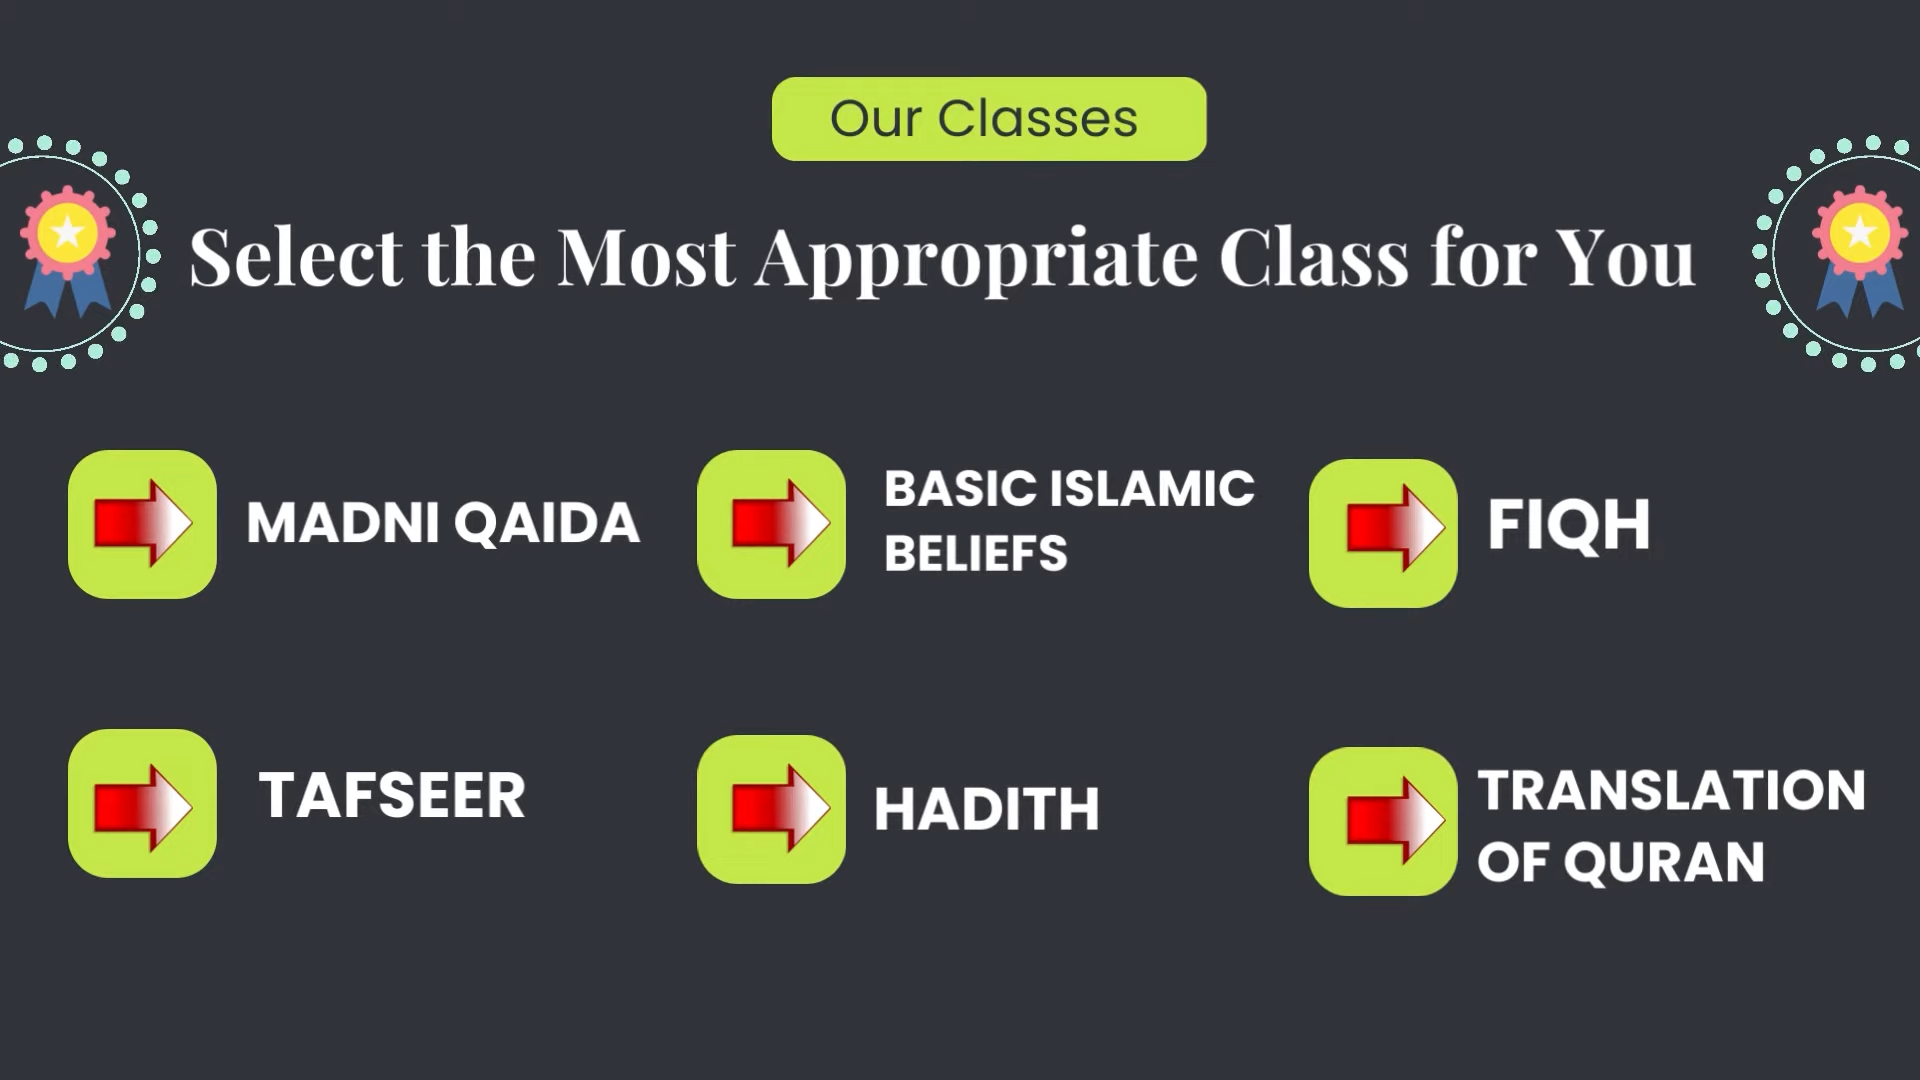 Our Classes
Select the Most Appropriate Class for You
MADNI QAIDA
BASIC ISLAMIC
BELIEFS
FIQH
TAFSEER
HADITH
TRANSLATION
OF QURAN